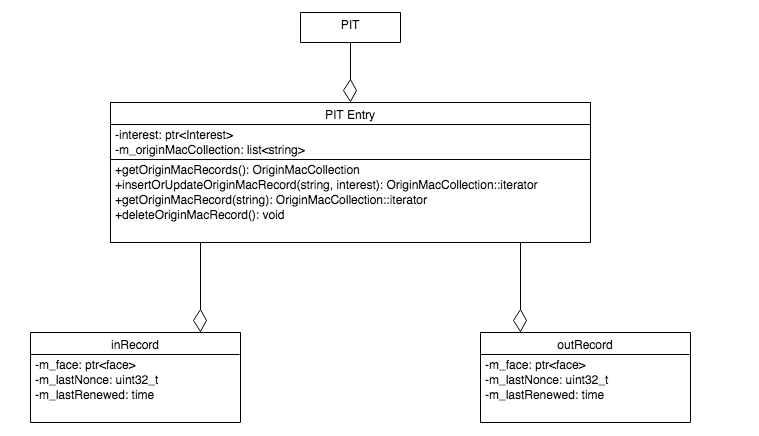 PIT
PIT Entry
-interest: ptr<Interest>
-m_originMacCollection: list<string>
+getOriginMacRecords(): OriginMacCollection
+insertOrUpdateOriginMacRecord(string, interest): OriginMacCollection::iterator
+getOriginMacRecord(string): OriginMacCollection::iterator
+deleteOriginMacRecord(): void
inRecord
-m_face: ptr<face>
-m_lastNonce: uint32_t
-m_lastRenewed: time
outRecord
-m_face: ptr<face>
-m_lastNonce: uint32_t
-m_lastRenewed: time